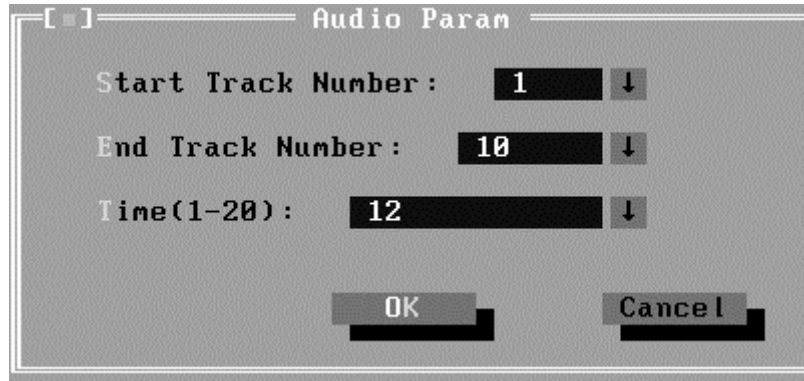 [■] Audio Param
Start Track Number: 1 ↓
End Track Number: 10 ↓
Time(1-20): 12 ↓
OK Cancel